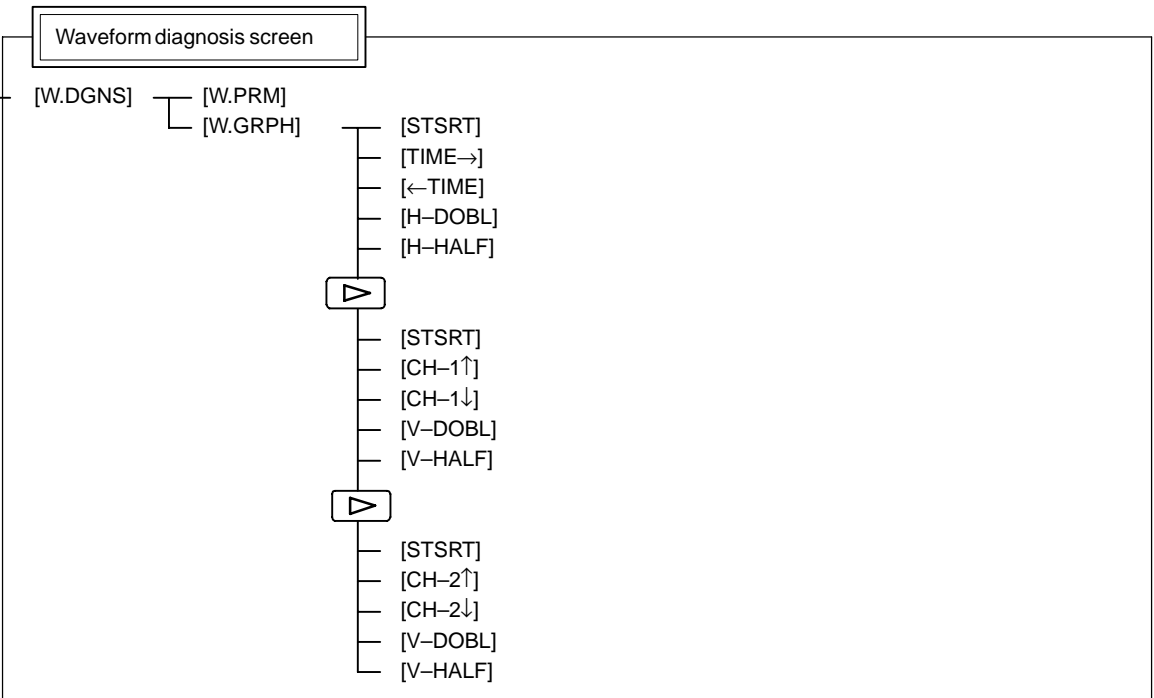 Waveform diagnosis screen
[W.DGNS] [W.PRM]
[W.GRPH] [STSRT]
[TIME→]
[←TIME]
[H–DOBL]
[H–HALF]
[STSRT]
[CH–1↑]
[CH–1↓]
[V–DOBL]
[V–HALF]
[STSRT]
[CH–2↑]
[CH–2↓]
[V–DOBL]
[V–HALF]